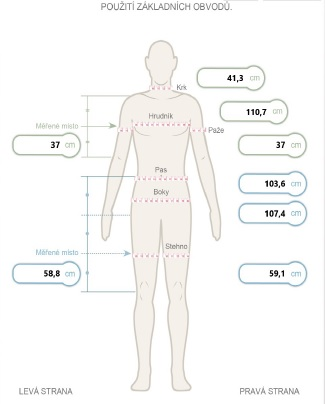 POUŽITÍ ZÁKLADNÍCH OBVODŮ.
41,3 cm
Krk
110,7 cm
Hrudník
Měřené místo
Paže
37 cm
37 cm
Pas
103,6 cm
Boky
107,4 cm
Stehno
Měřené místo
58,8 cm
59,1 cm
LEVÁ STRANA
PRAVÁ STRANA